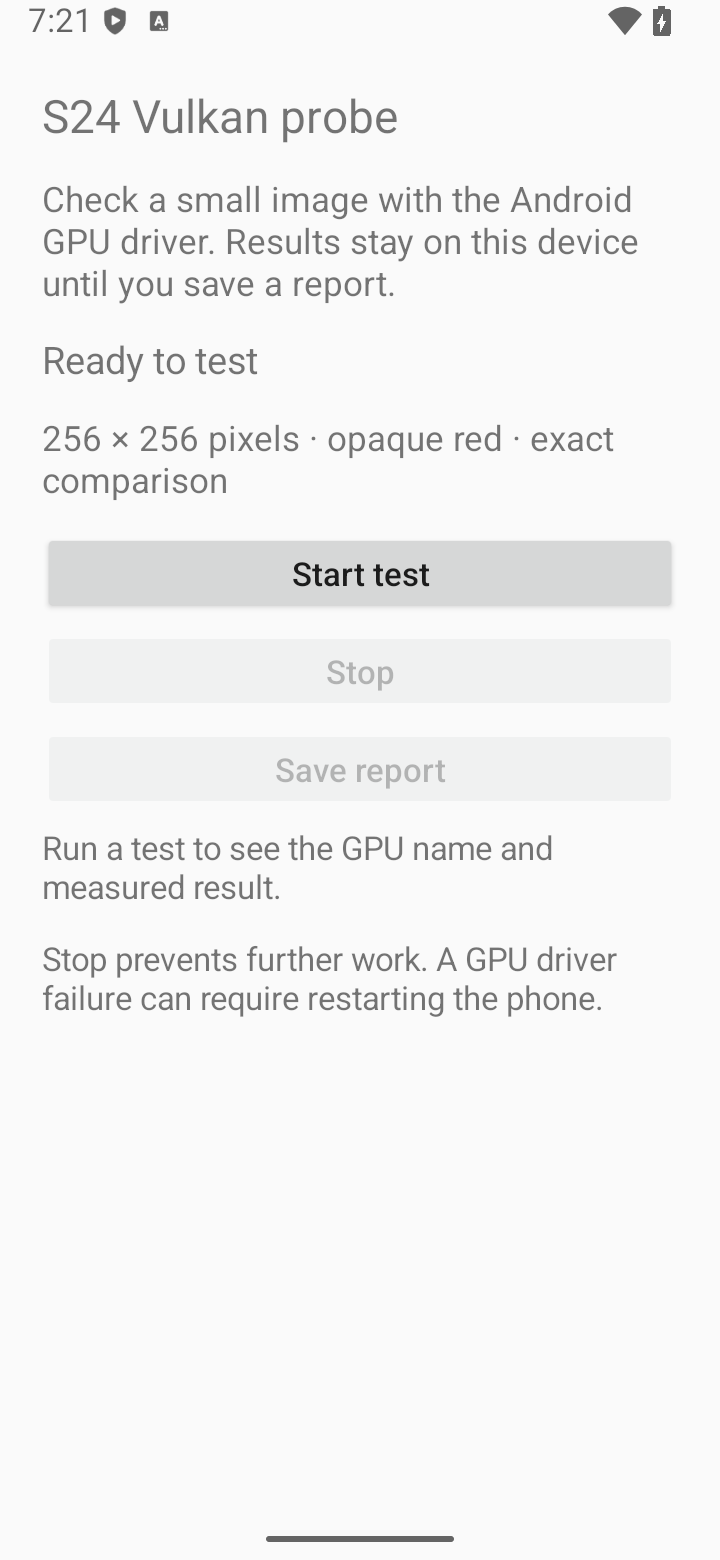 7:21
S24 Vulkan probe
Check a small image with the Android
GPU driver. Results stay on this device
until you save a report.
Ready to test
256 × 256 pixels · opaque red · exact
comparison
Start test
Stop
Save report
Run a test to see the GPU name and
measured result.
Stop prevents further work. A GPU driver
failure can require restarting the phone.